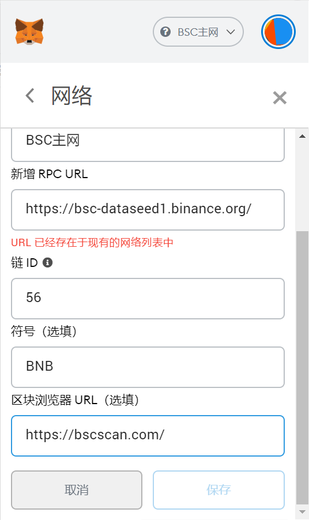 BSC主网
网络
BSC主网
新增 RPC URL
https://bsc-dataseed1.binance.org/
URL 已经存在于现有的网络列表中
链 ID
56
符号（选填）
BNB
区块浏览器 URL（选填）
https://bscscan.com/
取消
保存